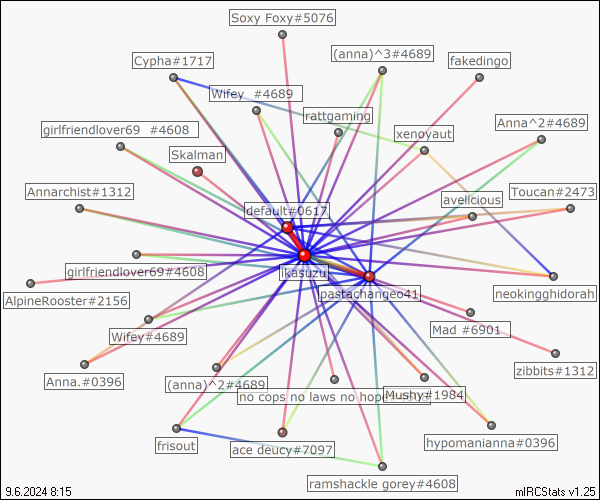 Soxy Foxy#5076
(anna)^3#4689
Cypha#1717
fakedingo
Wifey #4689
rattgaming
Anna^2#4689
girlfriendlover69 #4608
xenoyaut
Skalman
Annarchist#1312
Toucan#2473
avelicious
default#0617
ikasuzu
girlfriendlover69#4608
pastachangeo41
neokingghidorah
AlpineRooster#2156
Mad #6901
Wifey#4689
zibbits#1312
Anna.#0396
(anna)^2#4689
no cops no laws no hope
Mushy#1984
frisout
ace deucy#7097
hypomanianna#0396
ramshackle gorey#4608
9.6.2024 8:15
mIRCStats v1.25